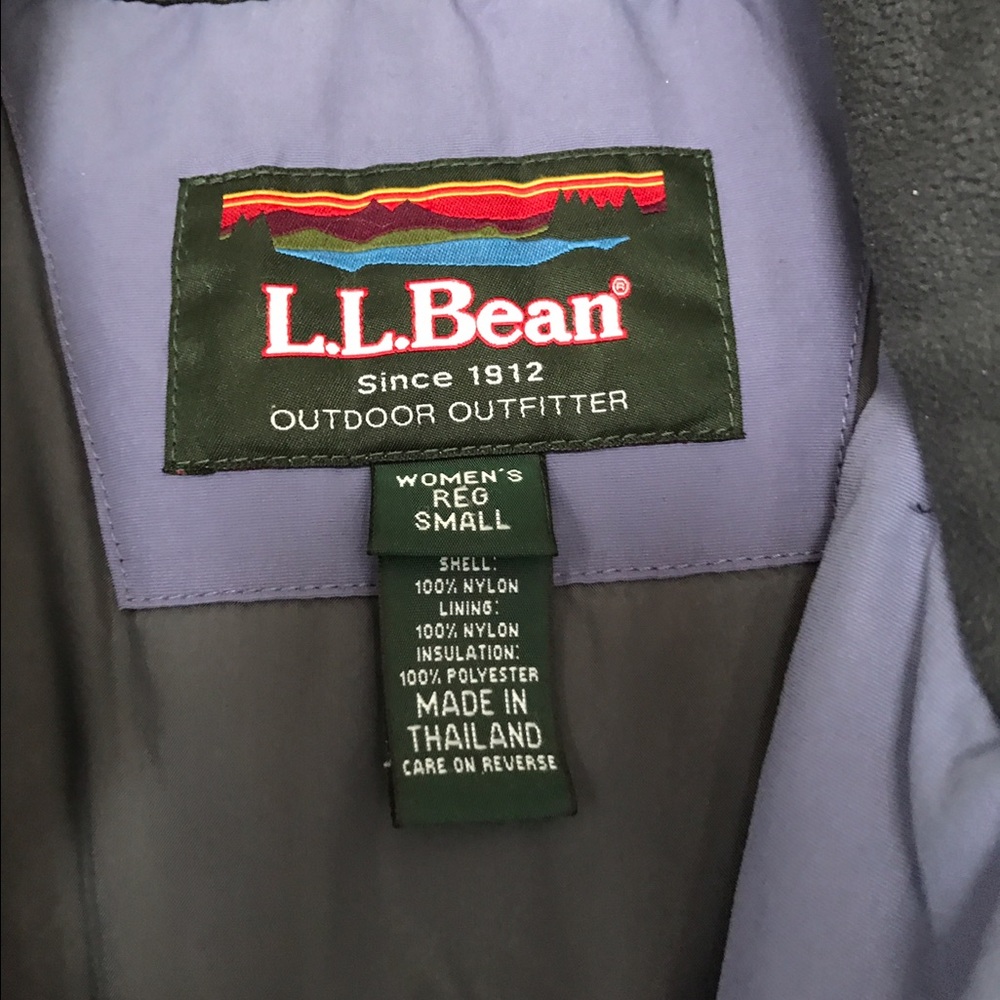 L.L.Bean®
Since 1912
OUTDOOR OUTFITTER
WOMEN'S
REG
SMALL
SHELL:
100% NYLON
LINING:
100% NYLON
INSULATION:
100% POLYESTER
MADE IN
THAILAND
CARE ON REVERSE